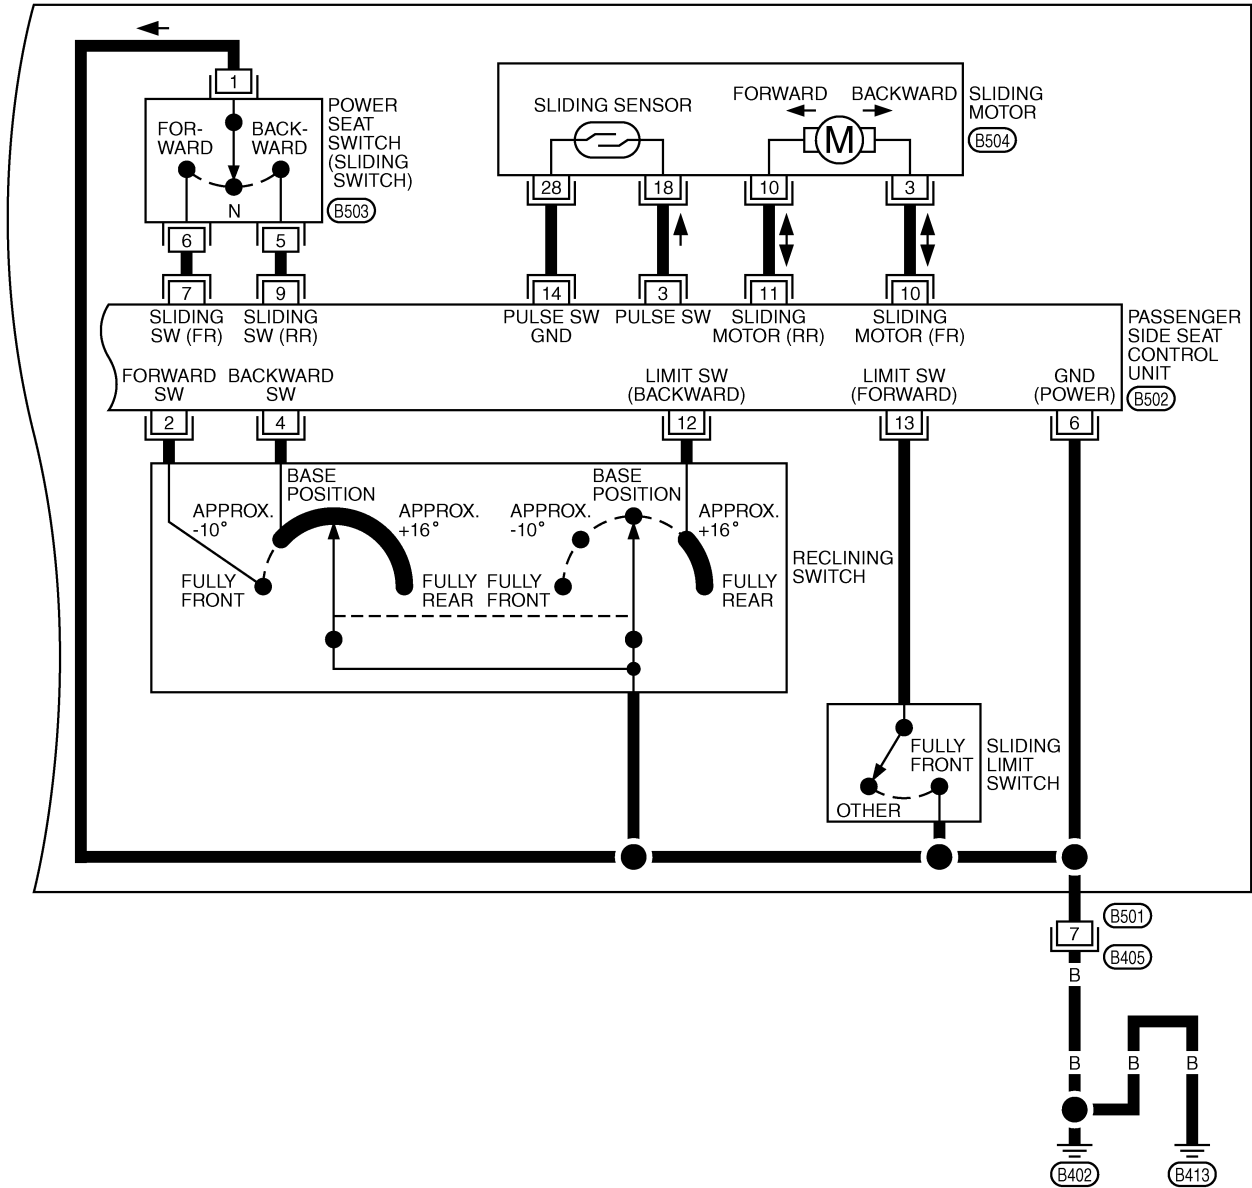 1
POWER
SEAT
SWITCH
(SLIDING
SWITCH)
B503
FOR-
WARD
BACK-
WARD
N
6
5
7
9
SLIDING SENSOR
FORWARD
BACKWARD
M
SLIDING
MOTOR
B504
28
18
10
3
14
3
11
10
SLIDING
SW (FR)
SLIDING
SW (RR)
PULSE SW
GND
PULSE SW
SLIDING
MOTOR (RR)
SLIDING
MOTOR (FR)
PASSENGER
SIDE SEAT
CONTROL
UNIT
B502
FORWARD
SW
BACKWARD
SW
LIMIT SW
(BACKWARD)
LIMIT SW
(FORWARD)
GND
(POWER)
2
4
12
13
6
BASE
POSITION
APPROX.
-10°
APPROX.
+16°
FULLY
FRONT
FULLY
REAR
BASE
POSITION
APPROX.
-10°
APPROX.
+16°
FULLY
FRONT
FULLY
REAR
RECLINING
SWITCH
FULLY
FRONT
OTHER
SLIDING
LIMIT
SWITCH
B501
7
B405
B
B
B
B
B402
B413